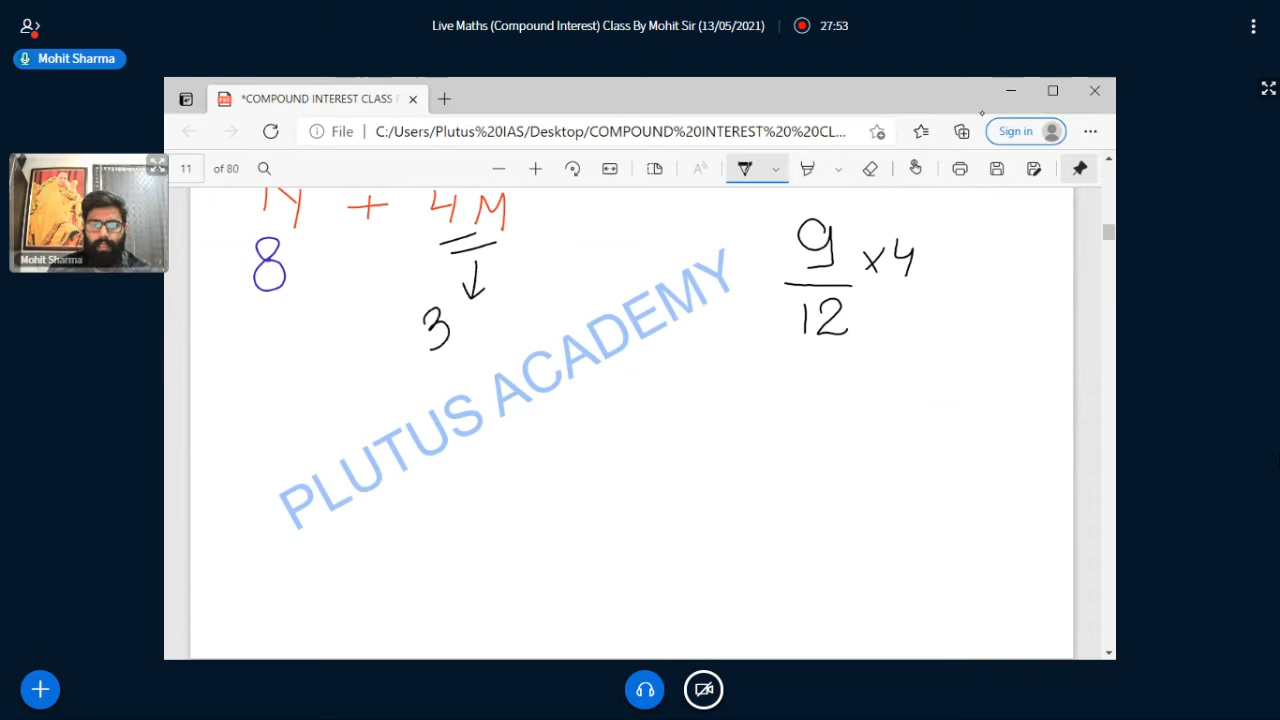 Live Maths (Compound Interest) Class By Mohit Sir (13/05/2021)
27:53
Mohit Sharma
*COMPOUND INTEREST CLASS
File
C:/Users/Plutus%20IAS/Desktop/COMPOUND%20INTEREST%20%20CL...
Sign in
11 of 80
Mohit Sharma
1Y + 4M
8
3
9
12
x 4
PLUTUS ACADEMY